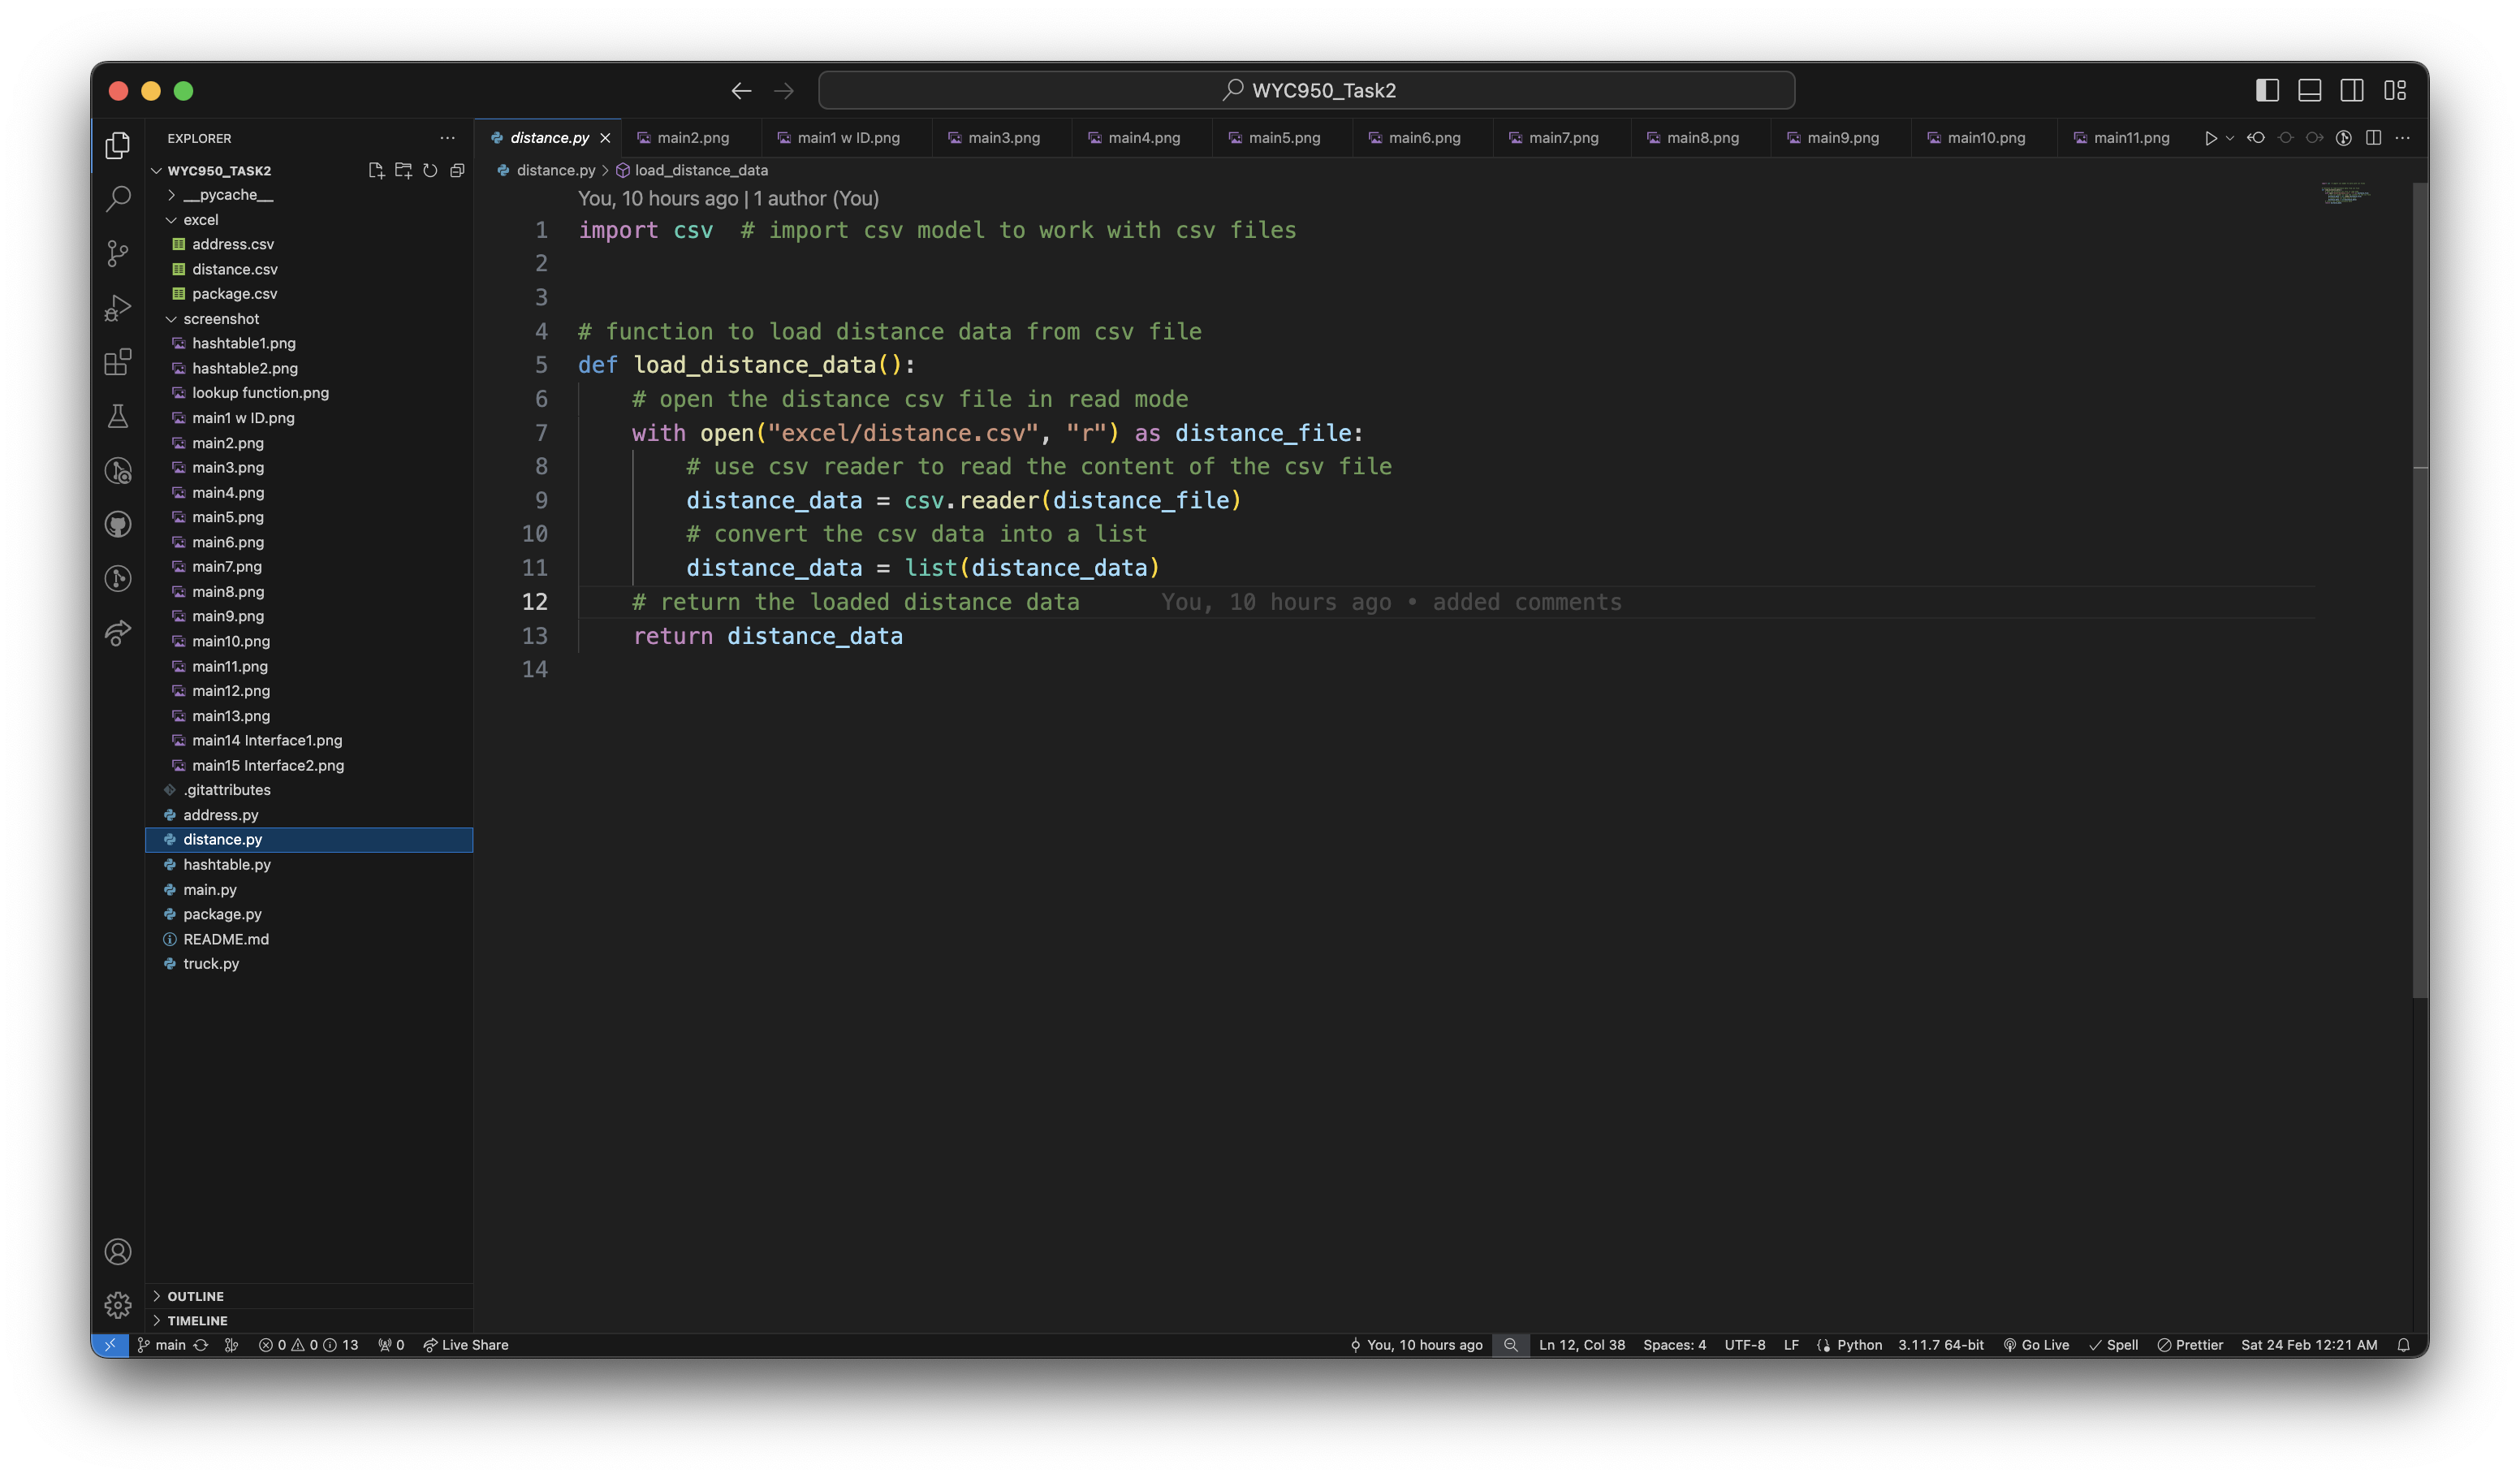 WYC950_Task2
EXPLORER
WYC950_TASK2
__pycache__
excel
address.csv
distance.csv
package.csv
screenshot
hashtable1.png
hashtable2.png
lookup function.png
main1 w ID.png
main2.png
main3.png
main4.png
main5.png
main6.png
main7.png
main8.png
main9.png
main10.png
main11.png
main12.png
main13.png
main14 Interface1.png
main15 Interface2.png
.gitattributes
address.py
distance.py
hashtable.py
main.py
package.py
README.md
truck.py
OUTLINE
TIMELINE
distance.py main2.png main1 w ID.png main3.png main4.png main5.png main6.png main7.png main8.png main9.png main10.png main11.png
distance.py > load_distance_data
You, 10 hours ago | 1 author (You)
1 import csv  # import csv model to work with csv files
2
3
4 # function to load distance data from csv file
5 def load_distance_data():
6     # open the distance csv file in read mode
7     with open("excel/distance.csv", "r") as distance_file:
8         # use csv reader to read the content of the csv file
9         distance_data = csv.reader(distance_file)
10         # convert the csv data into a list
11         distance_data = list(distance_data)
12     # return the loaded distance data      You, 10 hours ago • added comments
13     return distance_data
14
main 0 0 13 0 Live Share You, 10 hours ago Ln 12, Col 38 Spaces: 4 UTF-8 LF Python 3.11.7 64-bit Go Live Spell Prettier Sat 24 Feb 12:21 AM